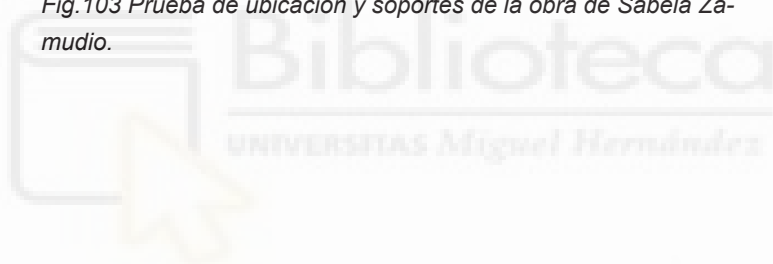 Fig.103 Prueba de ubicación y soportes de la obra de Sabela Za-
mudio.
Biblioteca
UNIVERSITAS Miguel Hernández